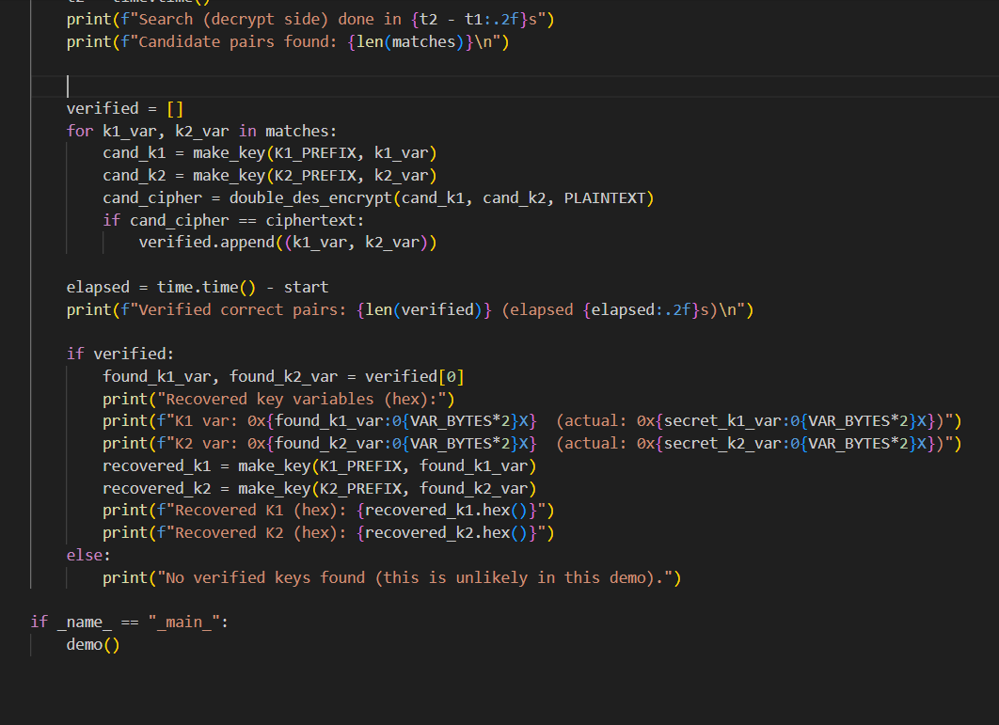 print(f"Search (decrypt side) done in {t2 - t1:.2f}s")
    print(f"Candidate pairs found: {len(matches)}\n")
    verified = []
    for k1_var, k2_var in matches:
        cand_k1 = make_key(K1_PREFIX, k1_var)
        cand_k2 = make_key(K2_PREFIX, k2_var)
        cand_cipher = double_des_encrypt(cand_k1, cand_k2, PLAINTEXT)
        if cand_cipher == ciphertext:
            verified.append((k1_var, k2_var))
    elapsed = time.time() - start
    print(f"Verified correct pairs: {len(verified)} (elapsed {elapsed:.2f}s)\n")
    if verified:
        found_k1_var, found_k2_var = verified[0]
        print("Recovered key variables (hex):")
        print(f"K1 var: 0x{found_k1_var:0{VAR_BYTES*2}X}  (actual: 0x{secret_k1_var:0{VAR_BYTES*2}X})")
        print(f"K2 var: 0x{found_k2_var:0{VAR_BYTES*2}X}  (actual: 0x{secret_k2_var:0{VAR_BYTES*2}X})")
        recovered_k1 = make_key(K1_PREFIX, found_k1_var)
        recovered_k2 = make_key(K2_PREFIX, found_k2_var)
        print(f"Recovered K1 (hex): {recovered_k1.hex()}")
        print(f"Recovered K2 (hex): {recovered_k2.hex()}")
    else:
        print("No verified keys found (this is unlikely in this demo).")
if _name_ == "_main_":
    demo()